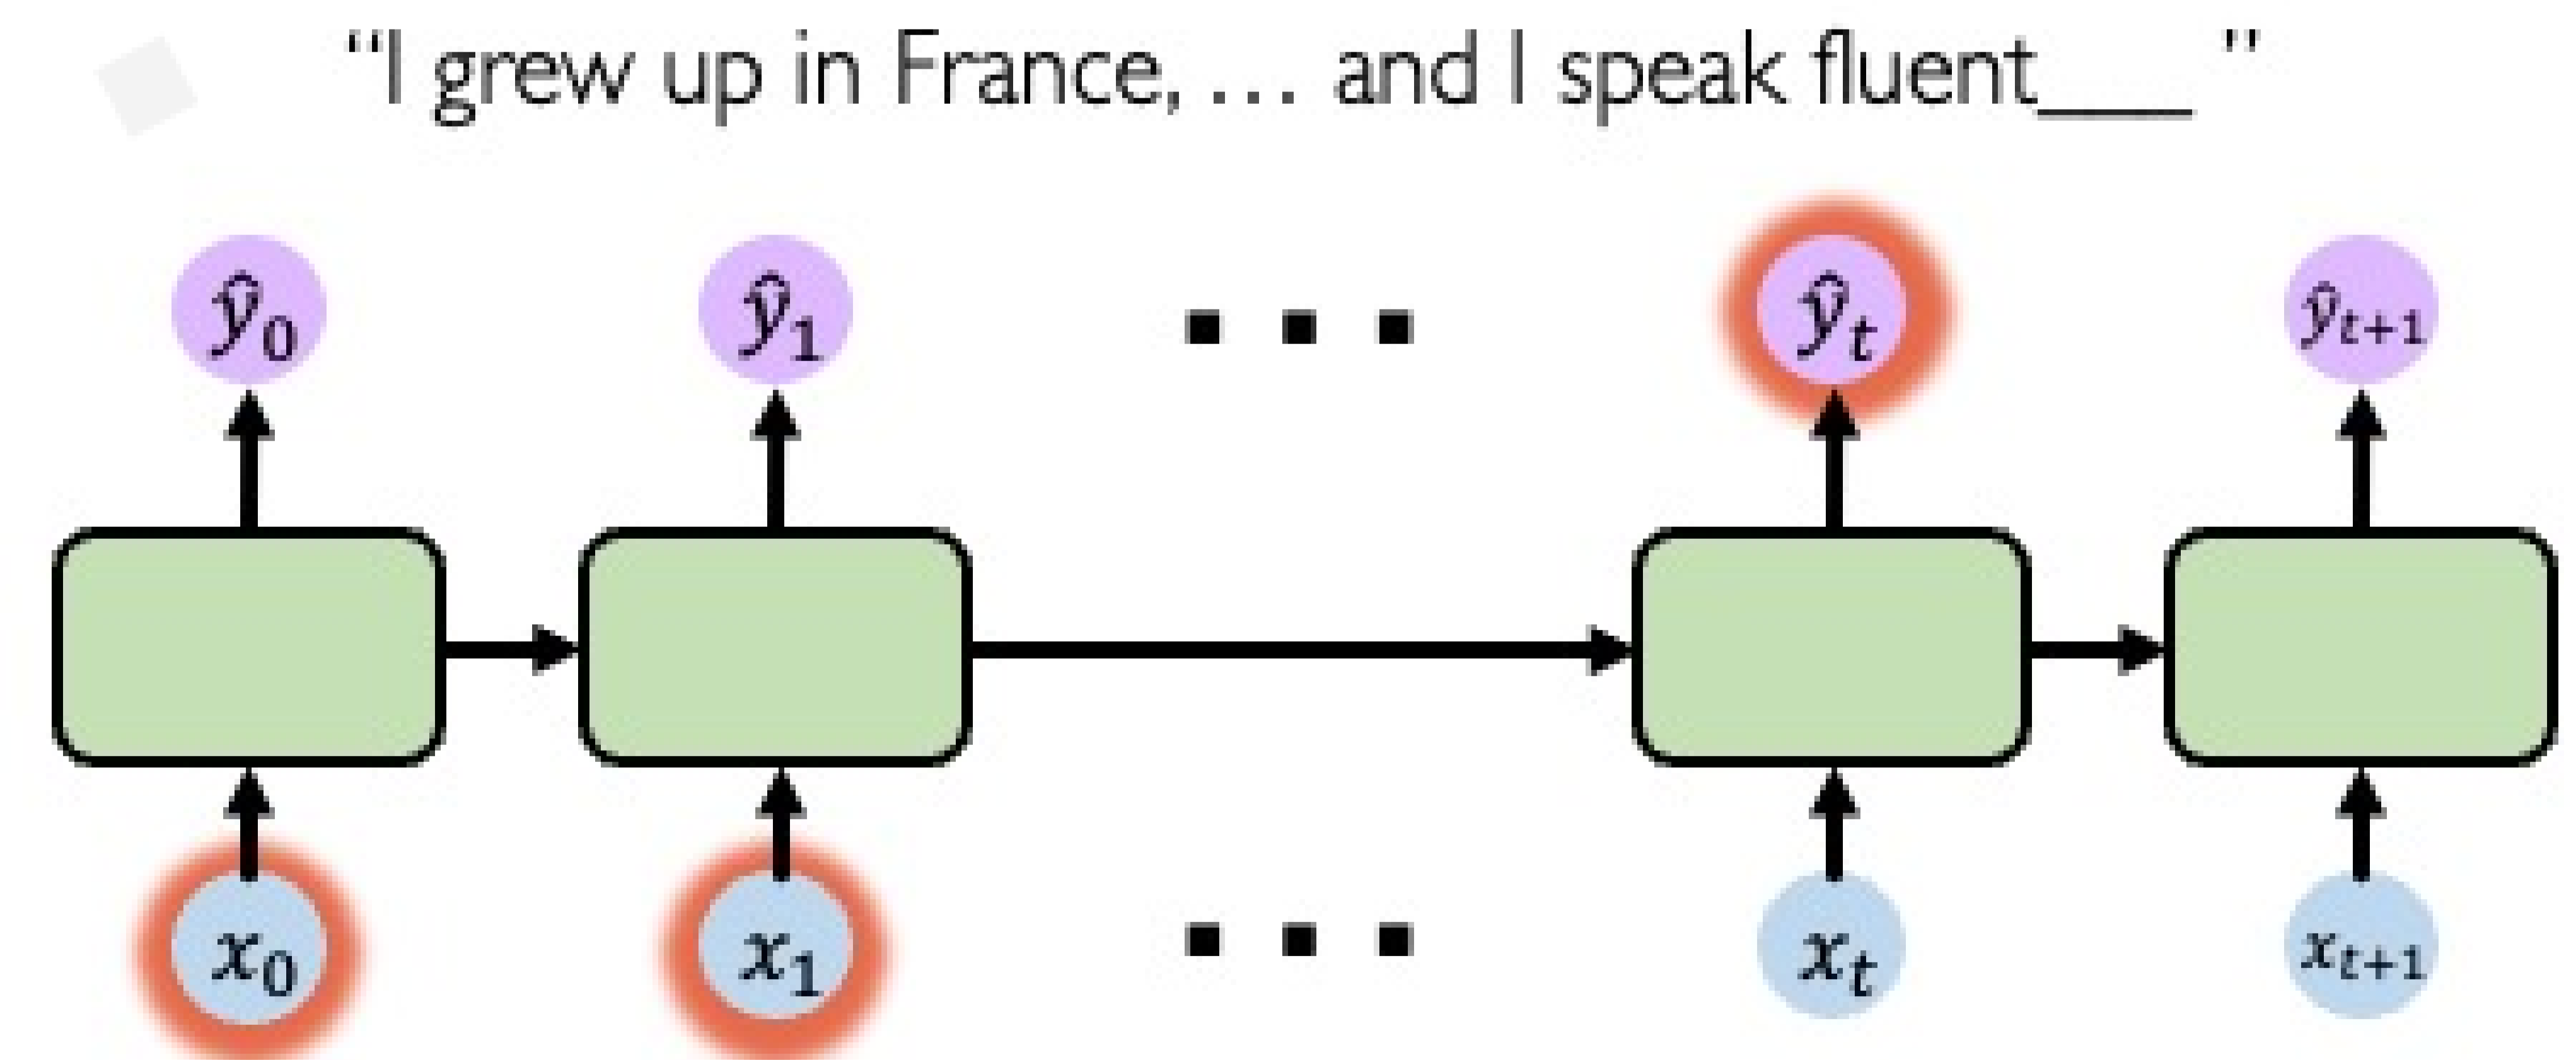 “I grew up in France, … and I speak fluent___ ”
ŷ₀ ŷ₁ ... ŷₜ ŷₜ₊₁
x₀ x₁ ... xₜ xₜ₊₁